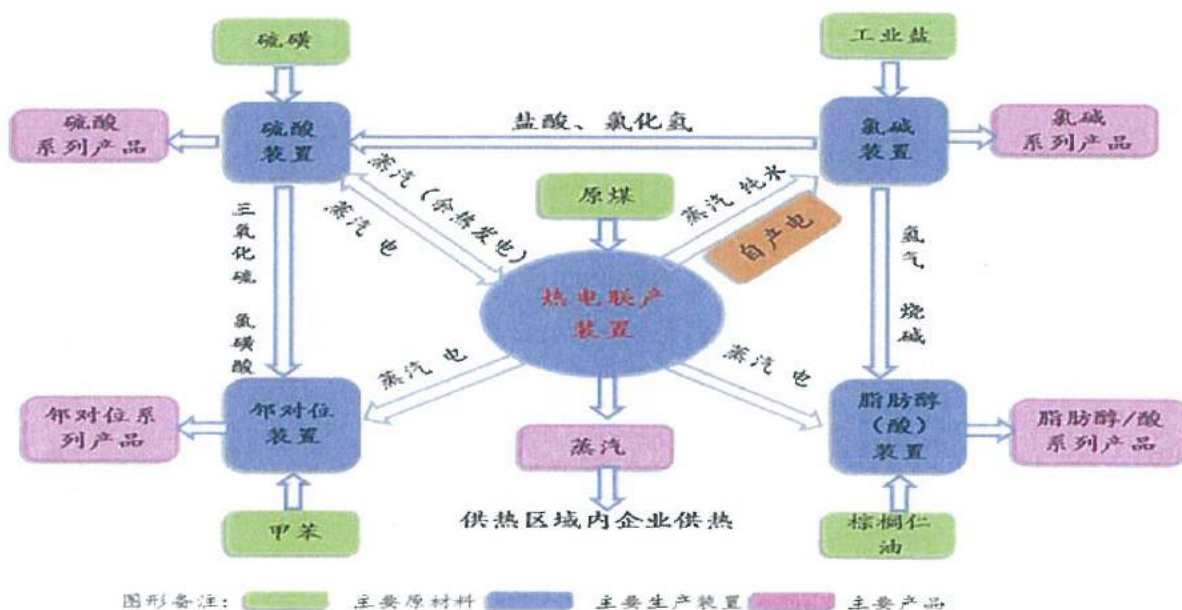 硫磺
工业盐
硫酸
系列产品
硫酸
装置
盐酸、氯化氢
氯碱
装置
氯碱
系列产品
蒸汽（余热发电）
蒸汽 电
原煤
蒸汽 纯水
自产电
三氧化硫 氯磺酸
氢气 烧碱
热电联产
装置
蒸汽 电
蒸汽 电
邻对位系
列产品
邻对位
装置
蒸汽
脂肪醇
（酸）
装置
脂肪醇/酸
系列产品
甲苯
供热区域内企业供热
棕榈仁
油
图形备注：
主要原材料
主要生产装置
主要产品